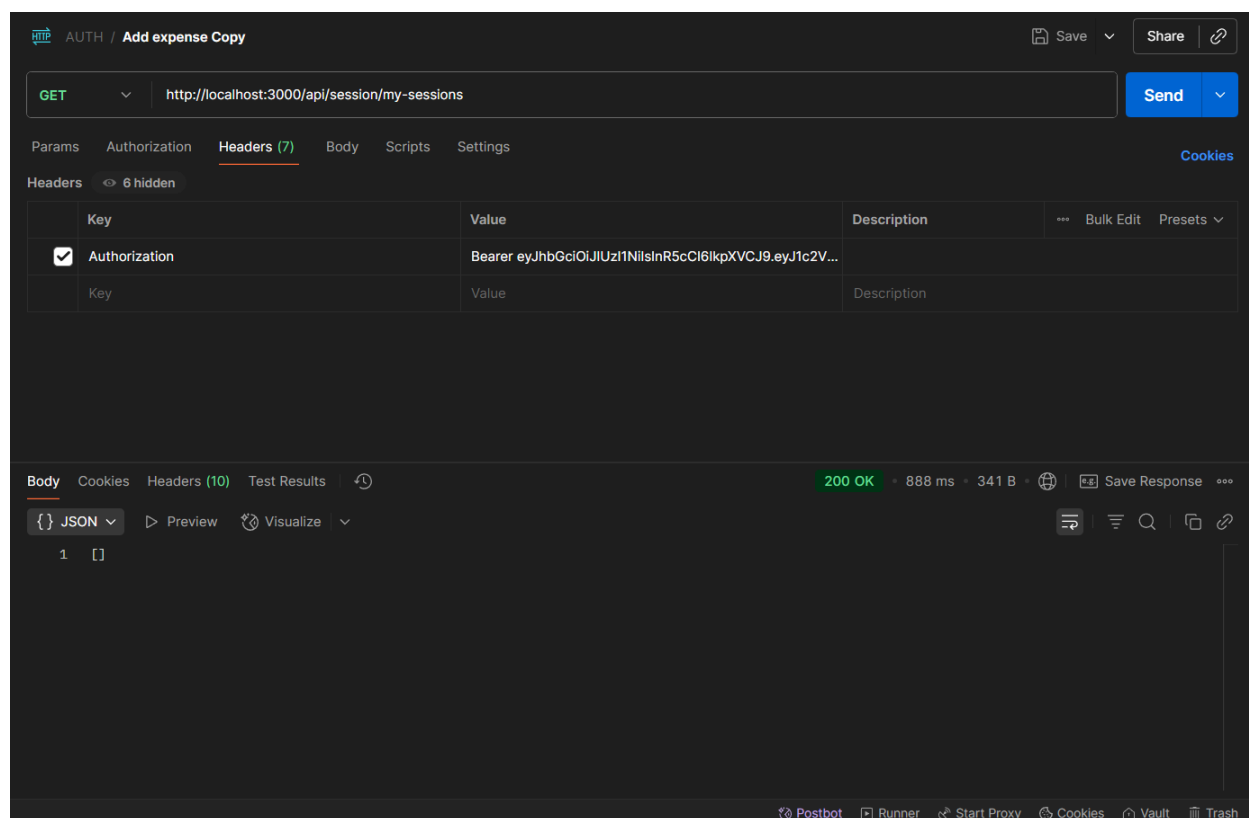 HTTP AUTH / Add expense Copy Save Share
GET http://localhost:3000/api/session/my-sessions Send
Params Authorization Headers (7) Body Scripts Settings Cookies
Headers 6 hidden
Key Value Description Bulk Edit Presets
Authorization Bearer eyJhbGciOiJIUzI1NiIsInR5cCI6IkpXVCJ9.eyJ1c2V...
Key Value Description
Body Cookies Headers (10) Test Results 200 OK • 888 ms • 341 B • e.g. Save Response
{} JSON Preview Visualize
1 []
Postbot Runner Start Proxy Cookies Vault Trash